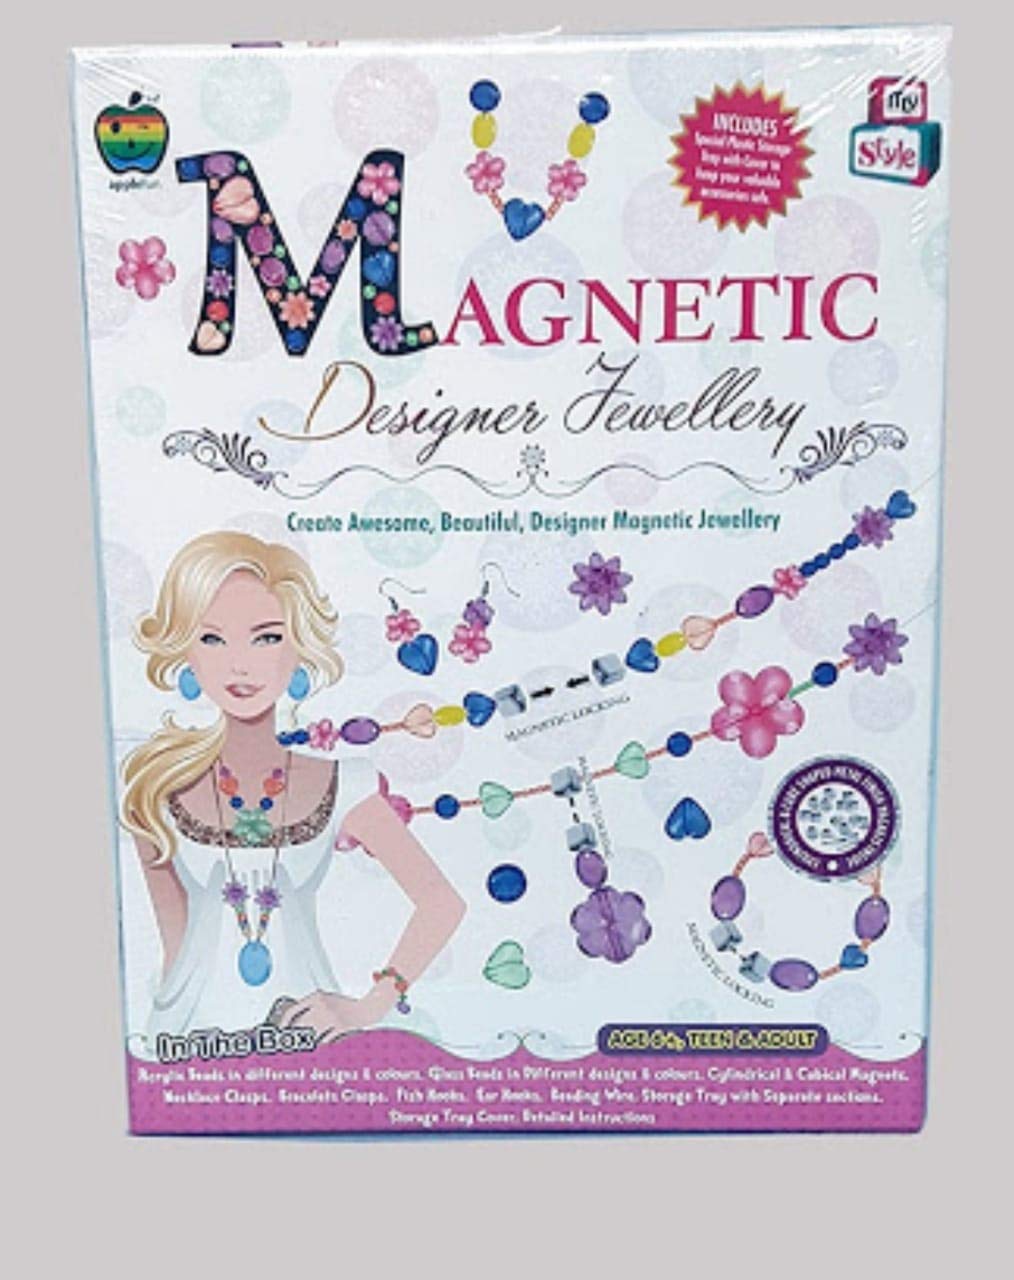 applefun
INCLUDES
Special Plastic Storage
Tray with Cover to
keep your valuable
accessories safe.
ITLY
Style
MAGNETIC
Designer Jewellery
Create Awesome, Beautiful, Designer Magnetic Jewellery
MAGNETIC LOCKING
MAGNETIC LOCKING
MAGNETIC LOCKING
In The Box
AGE 8+, TEEN & ADULT
Acrylic Beads in different designs & colours. Glass Beads in Different designs & colours. Cylindrical & Cubical Magnets.
Necklace Clasps. Bracelets Clasps. Fish Hooks. Ear Hooks. Beading Wire. Storage Tray with Separate sections.
Storage Tray Cover. Detailed Instructions